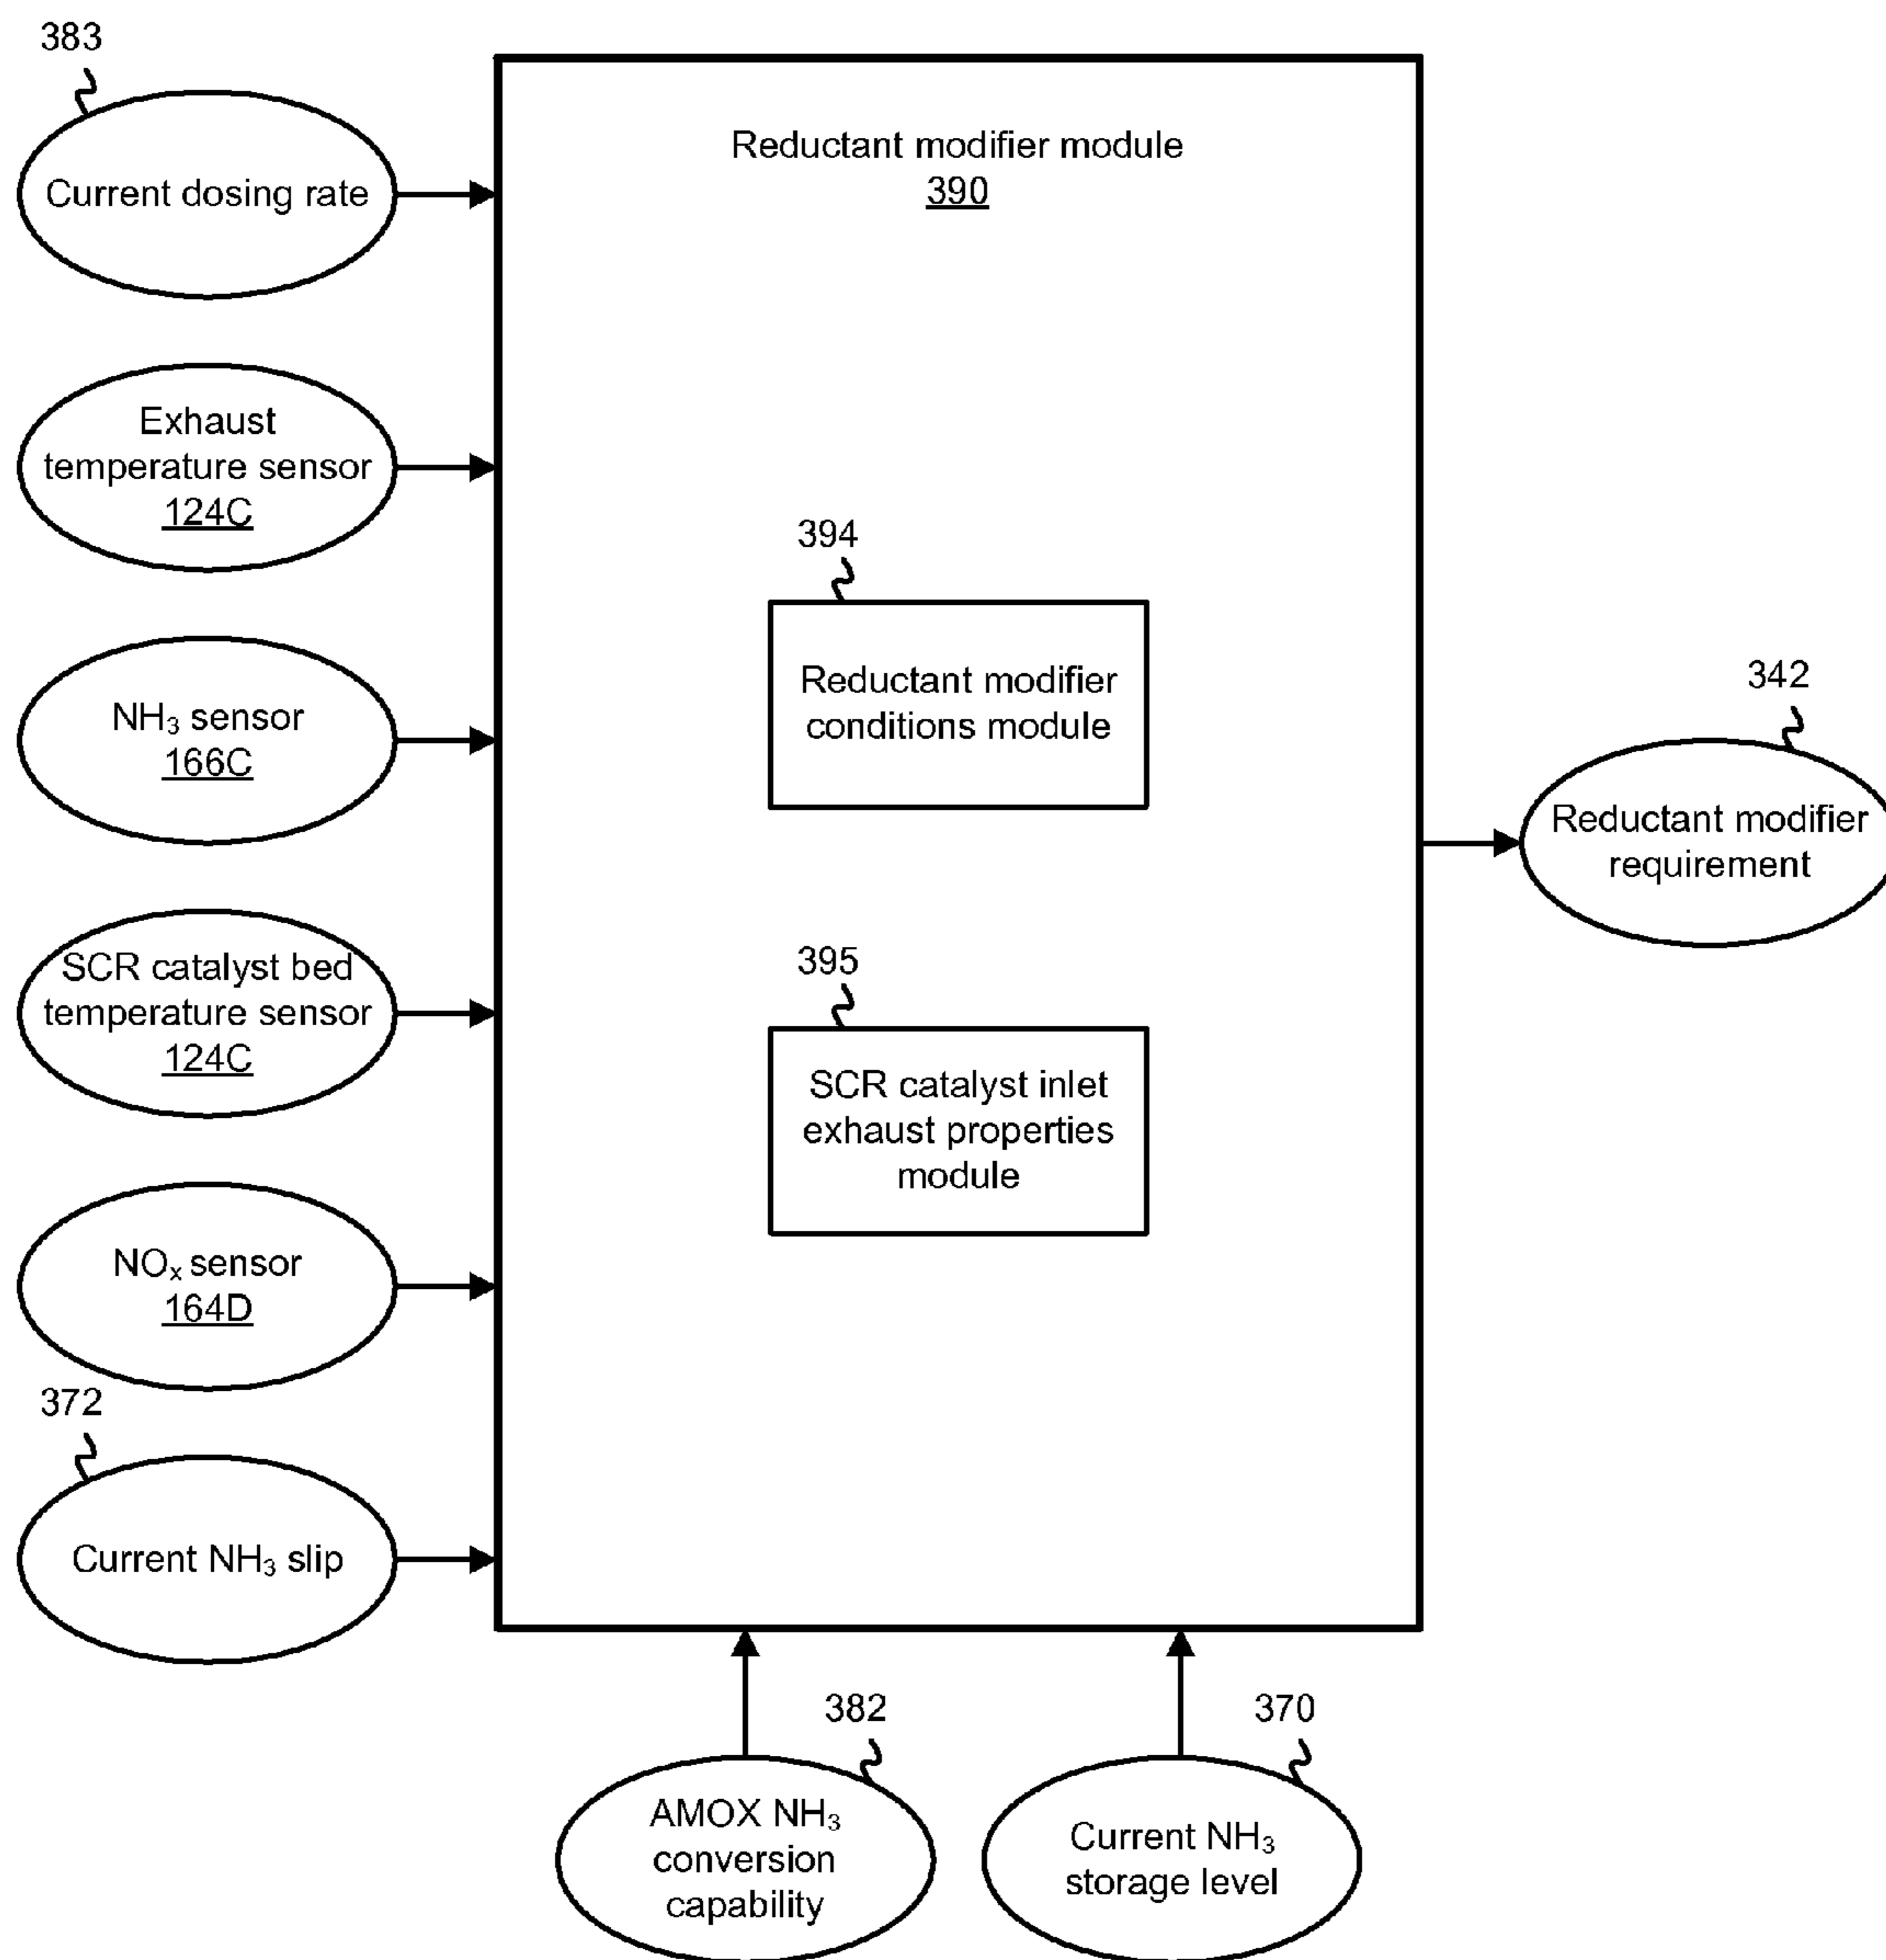 383
Current dosing rate
Exhaust
temperature sensor
124C
NH₃ sensor
166C
SCR catalyst bed
temperature sensor
124C
NOₓ sensor
164D
372
Current NH₃ slip
Reductant modifier module
390
394
Reductant modifier
conditions module
395
SCR catalyst inlet
exhaust properties
module
342
Reductant modifier
requirement
382
AMOX NH₃
conversion
capability
370
Current NH₃
storage level